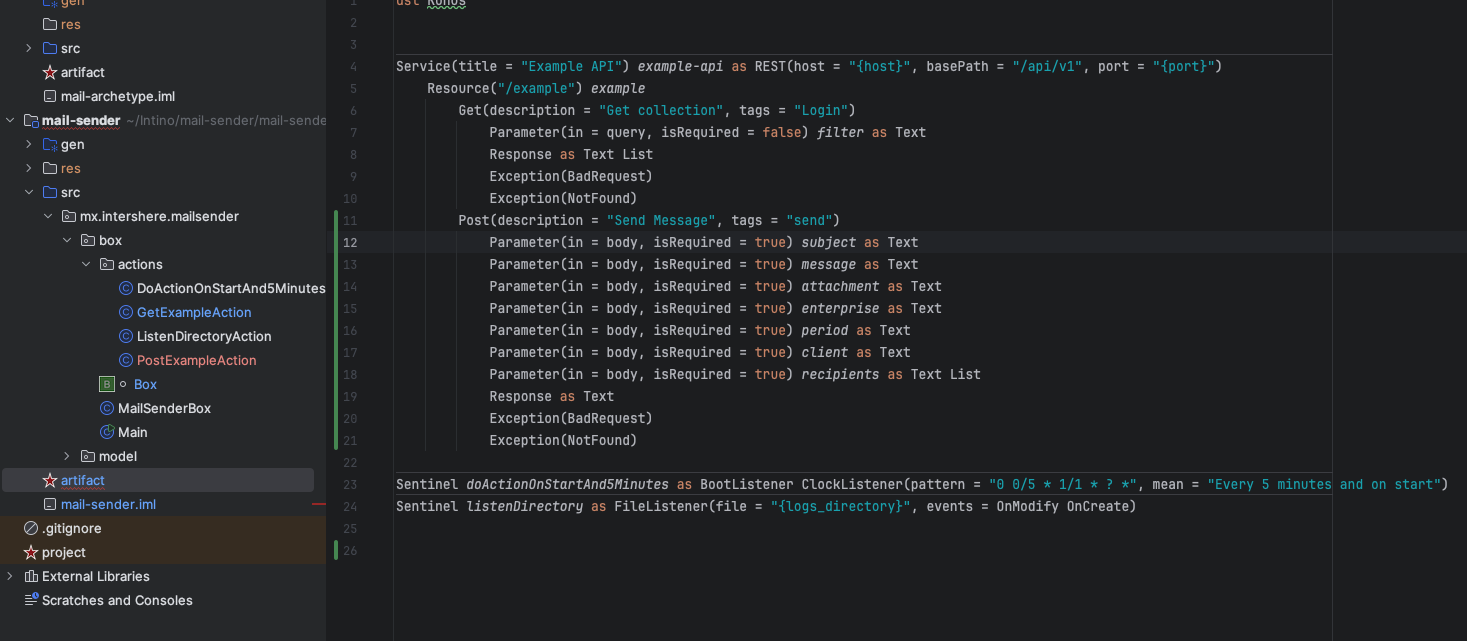 gen
res
src
artifact
mail-archetype.iml
mail-sender ~/Intino/mail-sender/mail-sende
gen
res
src
mx.intershere.mailsender
box
actions
DoActionOnStartAnd5Minutes
GetExampleAction
ListenDirectoryAction
PostExampleAction
B Box
MailSenderBox
Main
model
artifact
mail-sender.iml
.gitignore
project
External Libraries
Scratches and Consoles
1 Konos
2
3
4 Service(title = "Example API") example-api as REST(host = "{host}", basePath = "/api/v1", port = "{port}")
5 Resource("/example") example
6 Get(description = "Get collection", tags = "Login")
7 Parameter(in = query, isRequired = false) filter as Text
8 Response as Text List
9 Exception(BadRequest)
10 Exception(NotFound)
11 Post(description = "Send Message", tags = "send")
12 Parameter(in = body, isRequired = true) subject as Text
13 Parameter(in = body, isRequired = true) message as Text
14 Parameter(in = body, isRequired = true) attachment as Text
15 Parameter(in = body, isRequired = true) enterprise as Text
16 Parameter(in = body, isRequired = true) period as Text
17 Parameter(in = body, isRequired = true) client as Text
18 Parameter(in = body, isRequired = true) recipients as Text List
19 Response as Text
20 Exception(BadRequest)
21 Exception(NotFound)
22
23 Sentinel doActionOnStartAnd5Minutes as BootListener ClockListener(pattern = "0 0/5 * 1/1 * ? *", mean = "Every 5 minutes and on start")
24 Sentinel listenDirectory as FileListener(file = "{logs_directory}", events = OnModify OnCreate)
25
26